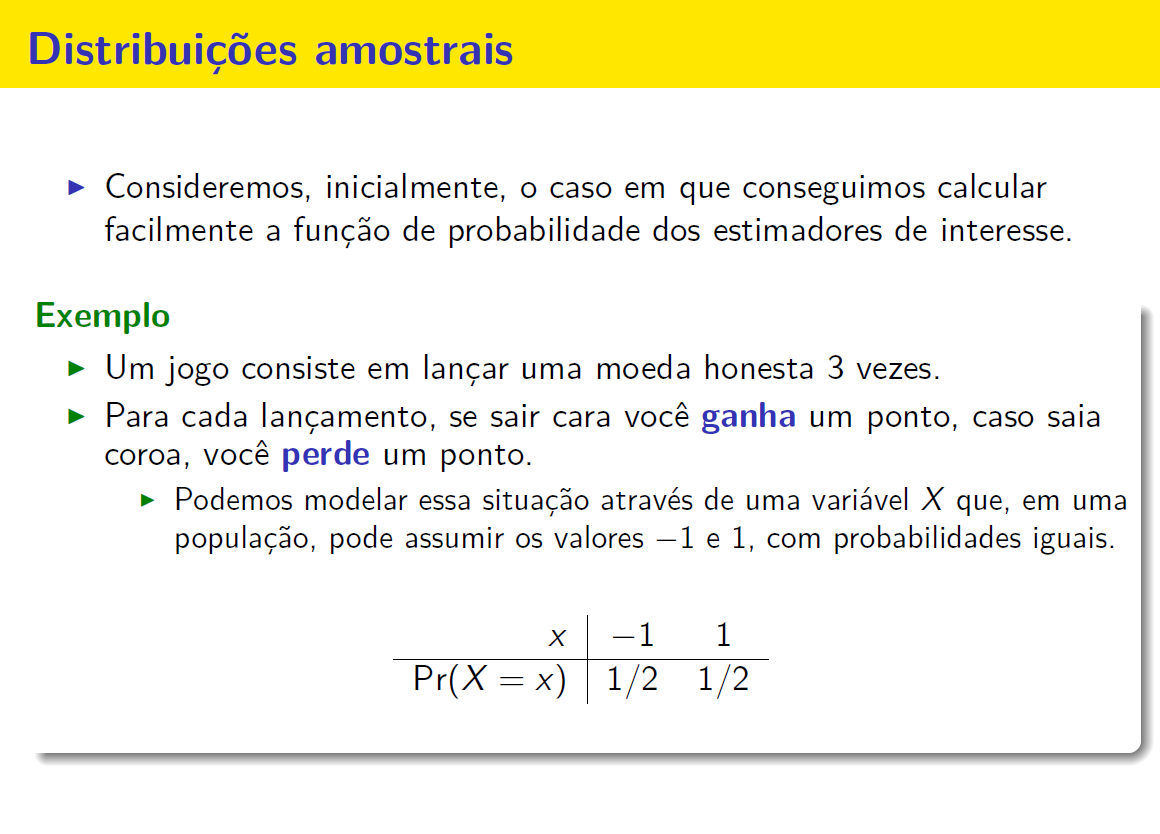 Distribuições amostrais
▶ Consideremos, inicialmente, o caso em que conseguimos calcular
facilmente a função de probabilidade dos estimadores de interesse.
Exemplo
▶ Um jogo consiste em lançar uma moeda honesta 3 vezes.
▶ Para cada lançamento, se sair cara você ganha um ponto, caso saia
coroa, você perde um ponto.
▶ Podemos modelar essa situação através de uma variável X que, em uma
população, pode assumir os valores −1 e 1, com probabilidades iguais.
x −1 1
Pr(X = x) 1/2 1/2